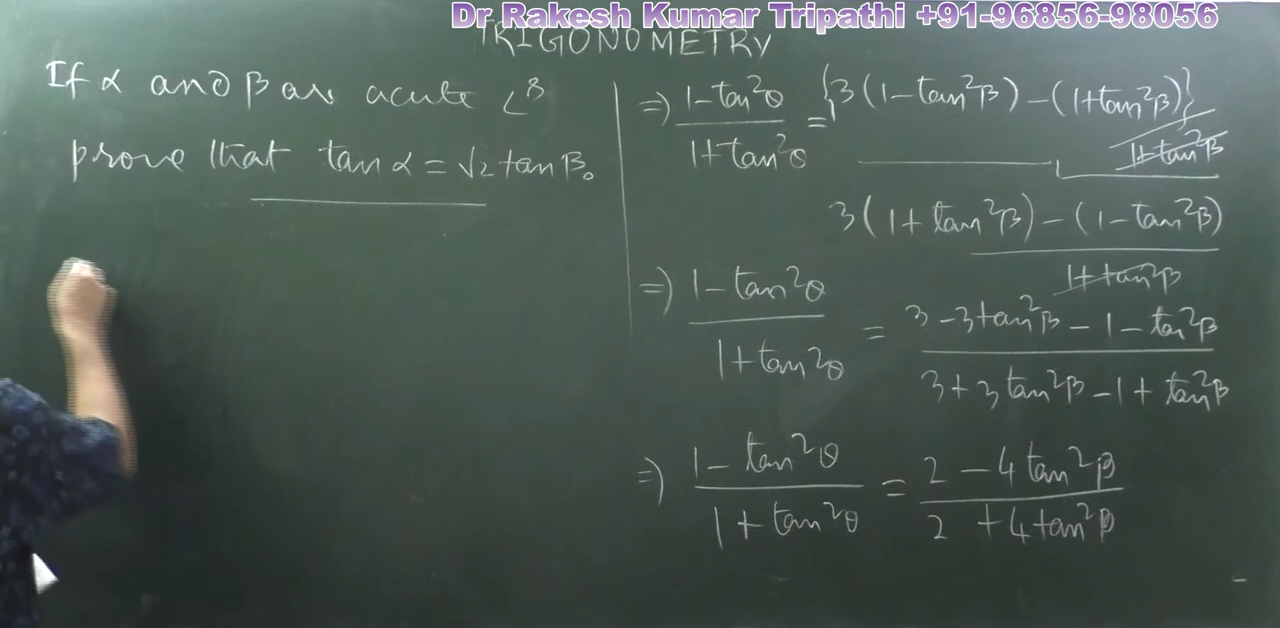 Dr Rakesh Kumar Tripathi +91-96856-98056
TRIGONOMETRY
If α and β are acute ∠s
prove that tan α = √2 tan β.
⇒) 1-tan²θ / 1+tan²θ = {3(1-tan²β) - (1+tan²β)} / 1+tan²β
3(1+tan²β) - (1-tan²β) / 1+tan²β
⇒) 1-tan²θ / 1+tan²θ = 3-3tan²β-1-tan²β / 3+3tan²β-1+tan²β
⇒) 1-tan²θ / 1+tan²θ = 2-4tan²β / 2+4tan²β